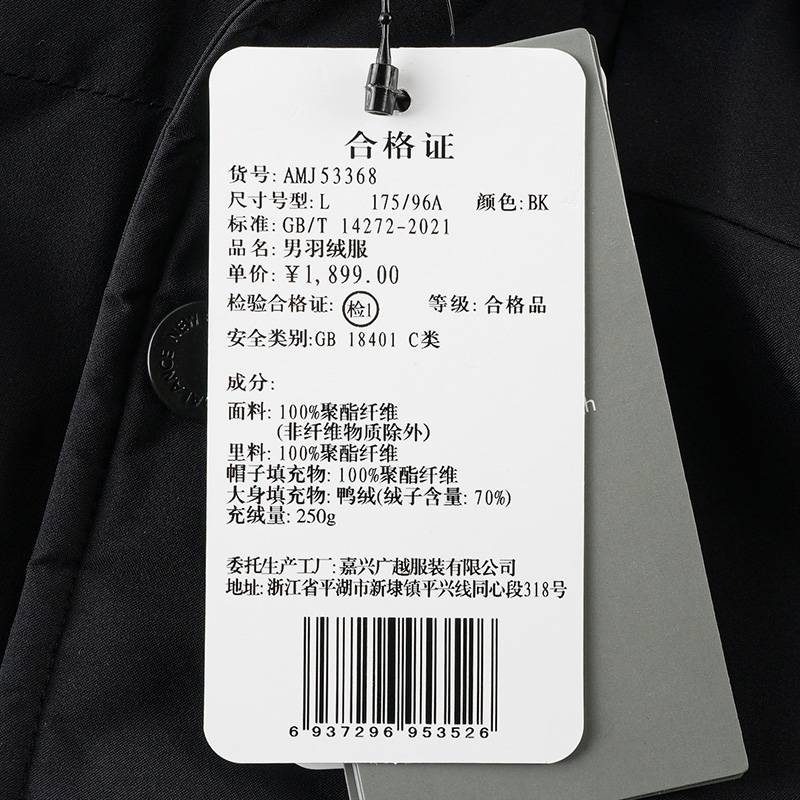 合格证
货号: AMJ53368
尺寸号型: L 175/96A 颜色: BK
标准: GB/T 14272-2021
品名: 男羽绒服
单价: ¥1,899.00
检验合格证: 检1 等级: 合格品
安全类别:GB 18401 C类
成分:
面料: 100%聚酯纤维
(非纤维物质除外)
里料: 100%聚酯纤维
帽子填充物: 100%聚酯纤维
大身填充物: 鸭绒(绒子含量: 70%)
充绒量: 250g
委托生产工厂: 嘉兴广越服装有限公司
地址: 浙江省平湖市新埭镇平兴线同心段318号
6 937296 953526
NEW